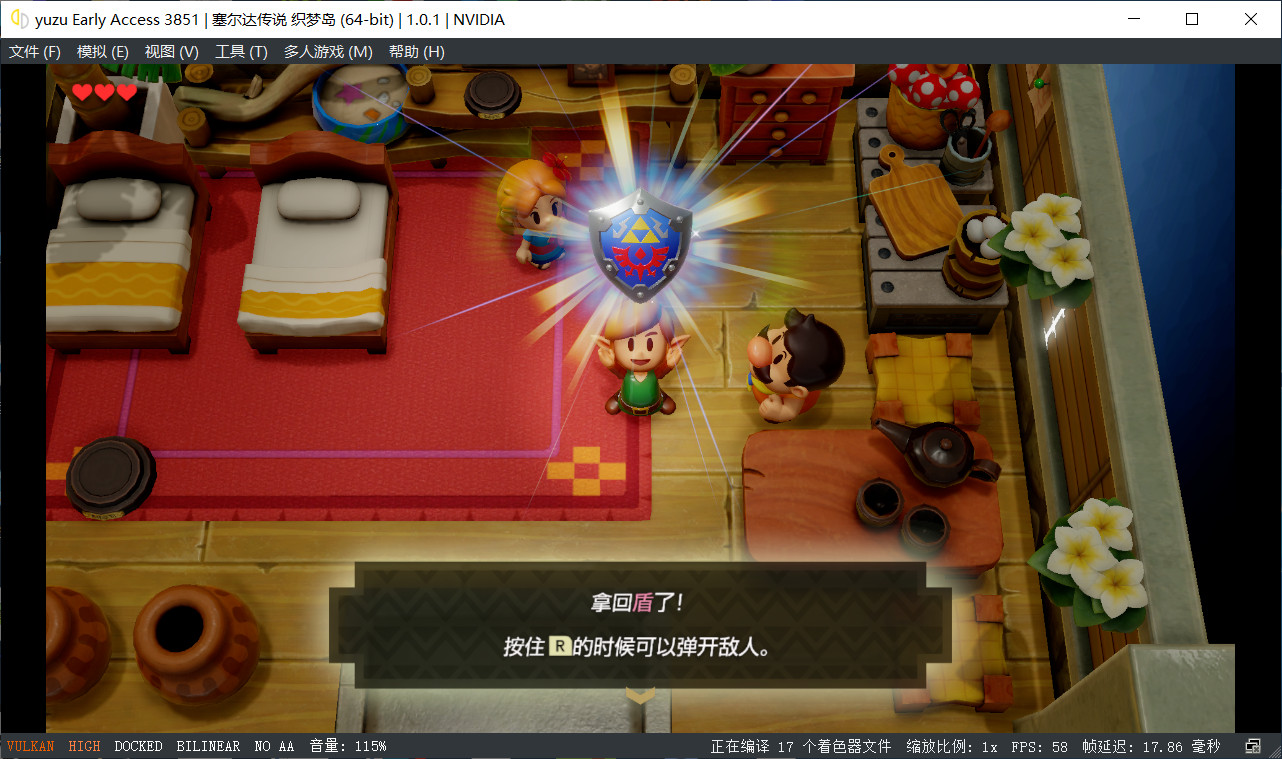 yuzu Early Access 3851 | 塞尔达传说 织梦岛 (64-bit) | 1.0.1 | NVIDIA
文件 (F) 模拟 (E) 视图 (V) 工具 (T) 多人游戏 (M) 帮助 (H)
拿回盾了！
按住 R 的时候可以弹开敌人。
VULKAN HIGH DOCKED BILINEAR NO AA 音量: 115% 正在编译 17 个着色器文件 缩放比例: 1x FPS: 58 帧延迟: 17.86 毫秒